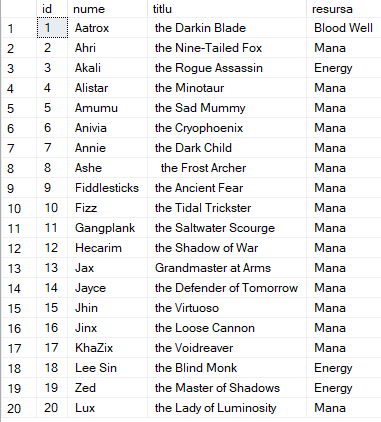 id nume titlu resursa
1 1 Aatrox the Darkin Blade Blood Well
2 2 Ahri the Nine-Tailed Fox Mana
3 3 Akali the Rogue Assassin Energy
4 4 Alistar the Minotaur Mana
5 5 Amumu the Sad Mummy Mana
6 6 Anivia the Cryophoenix Mana
7 7 Annie the Dark Child Mana
8 8 Ashe the Frost Archer Mana
9 9 Fiddlesticks the Ancient Fear Mana
10 10 Fizz the Tidal Trickster Mana
11 11 Gangplank the Saltwater Scourge Mana
12 12 Hecarim the Shadow of War Mana
13 13 Jax Grandmaster at Arms Mana
14 14 Jayce the Defender of Tomorrow Mana
15 15 Jhin the Virtuoso Mana
16 16 Jinx the Loose Cannon Mana
17 17 KhaZix the Voidreaver Mana
18 18 Lee Sin the Blind Monk Energy
19 19 Zed the Master of Shadows Energy
20 20 Lux the Lady of Luminosity Mana